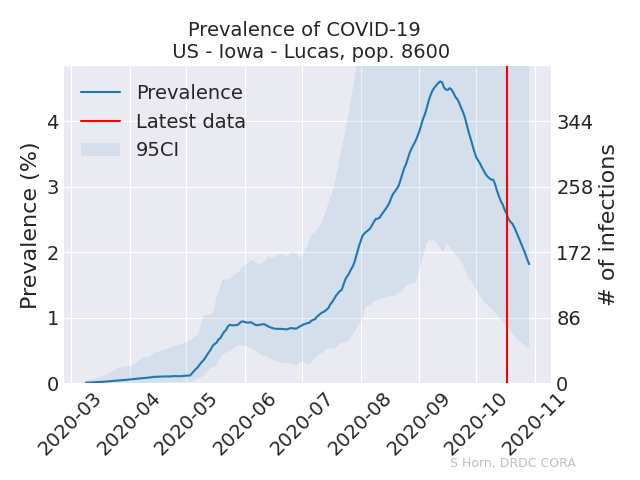 Prevalence of COVID-19
US - Iowa - Lucas, pop. 8600
Prevalence
Latest data
95CI
Prevalence (%)
4
3
2
1
0
344
258
172
86
0
# of infections
2020-03
2020-04
2020-05
2020-06
2020-07
2020-08
2020-09
2020-10
2020-11
S Horn, DRDC CORA